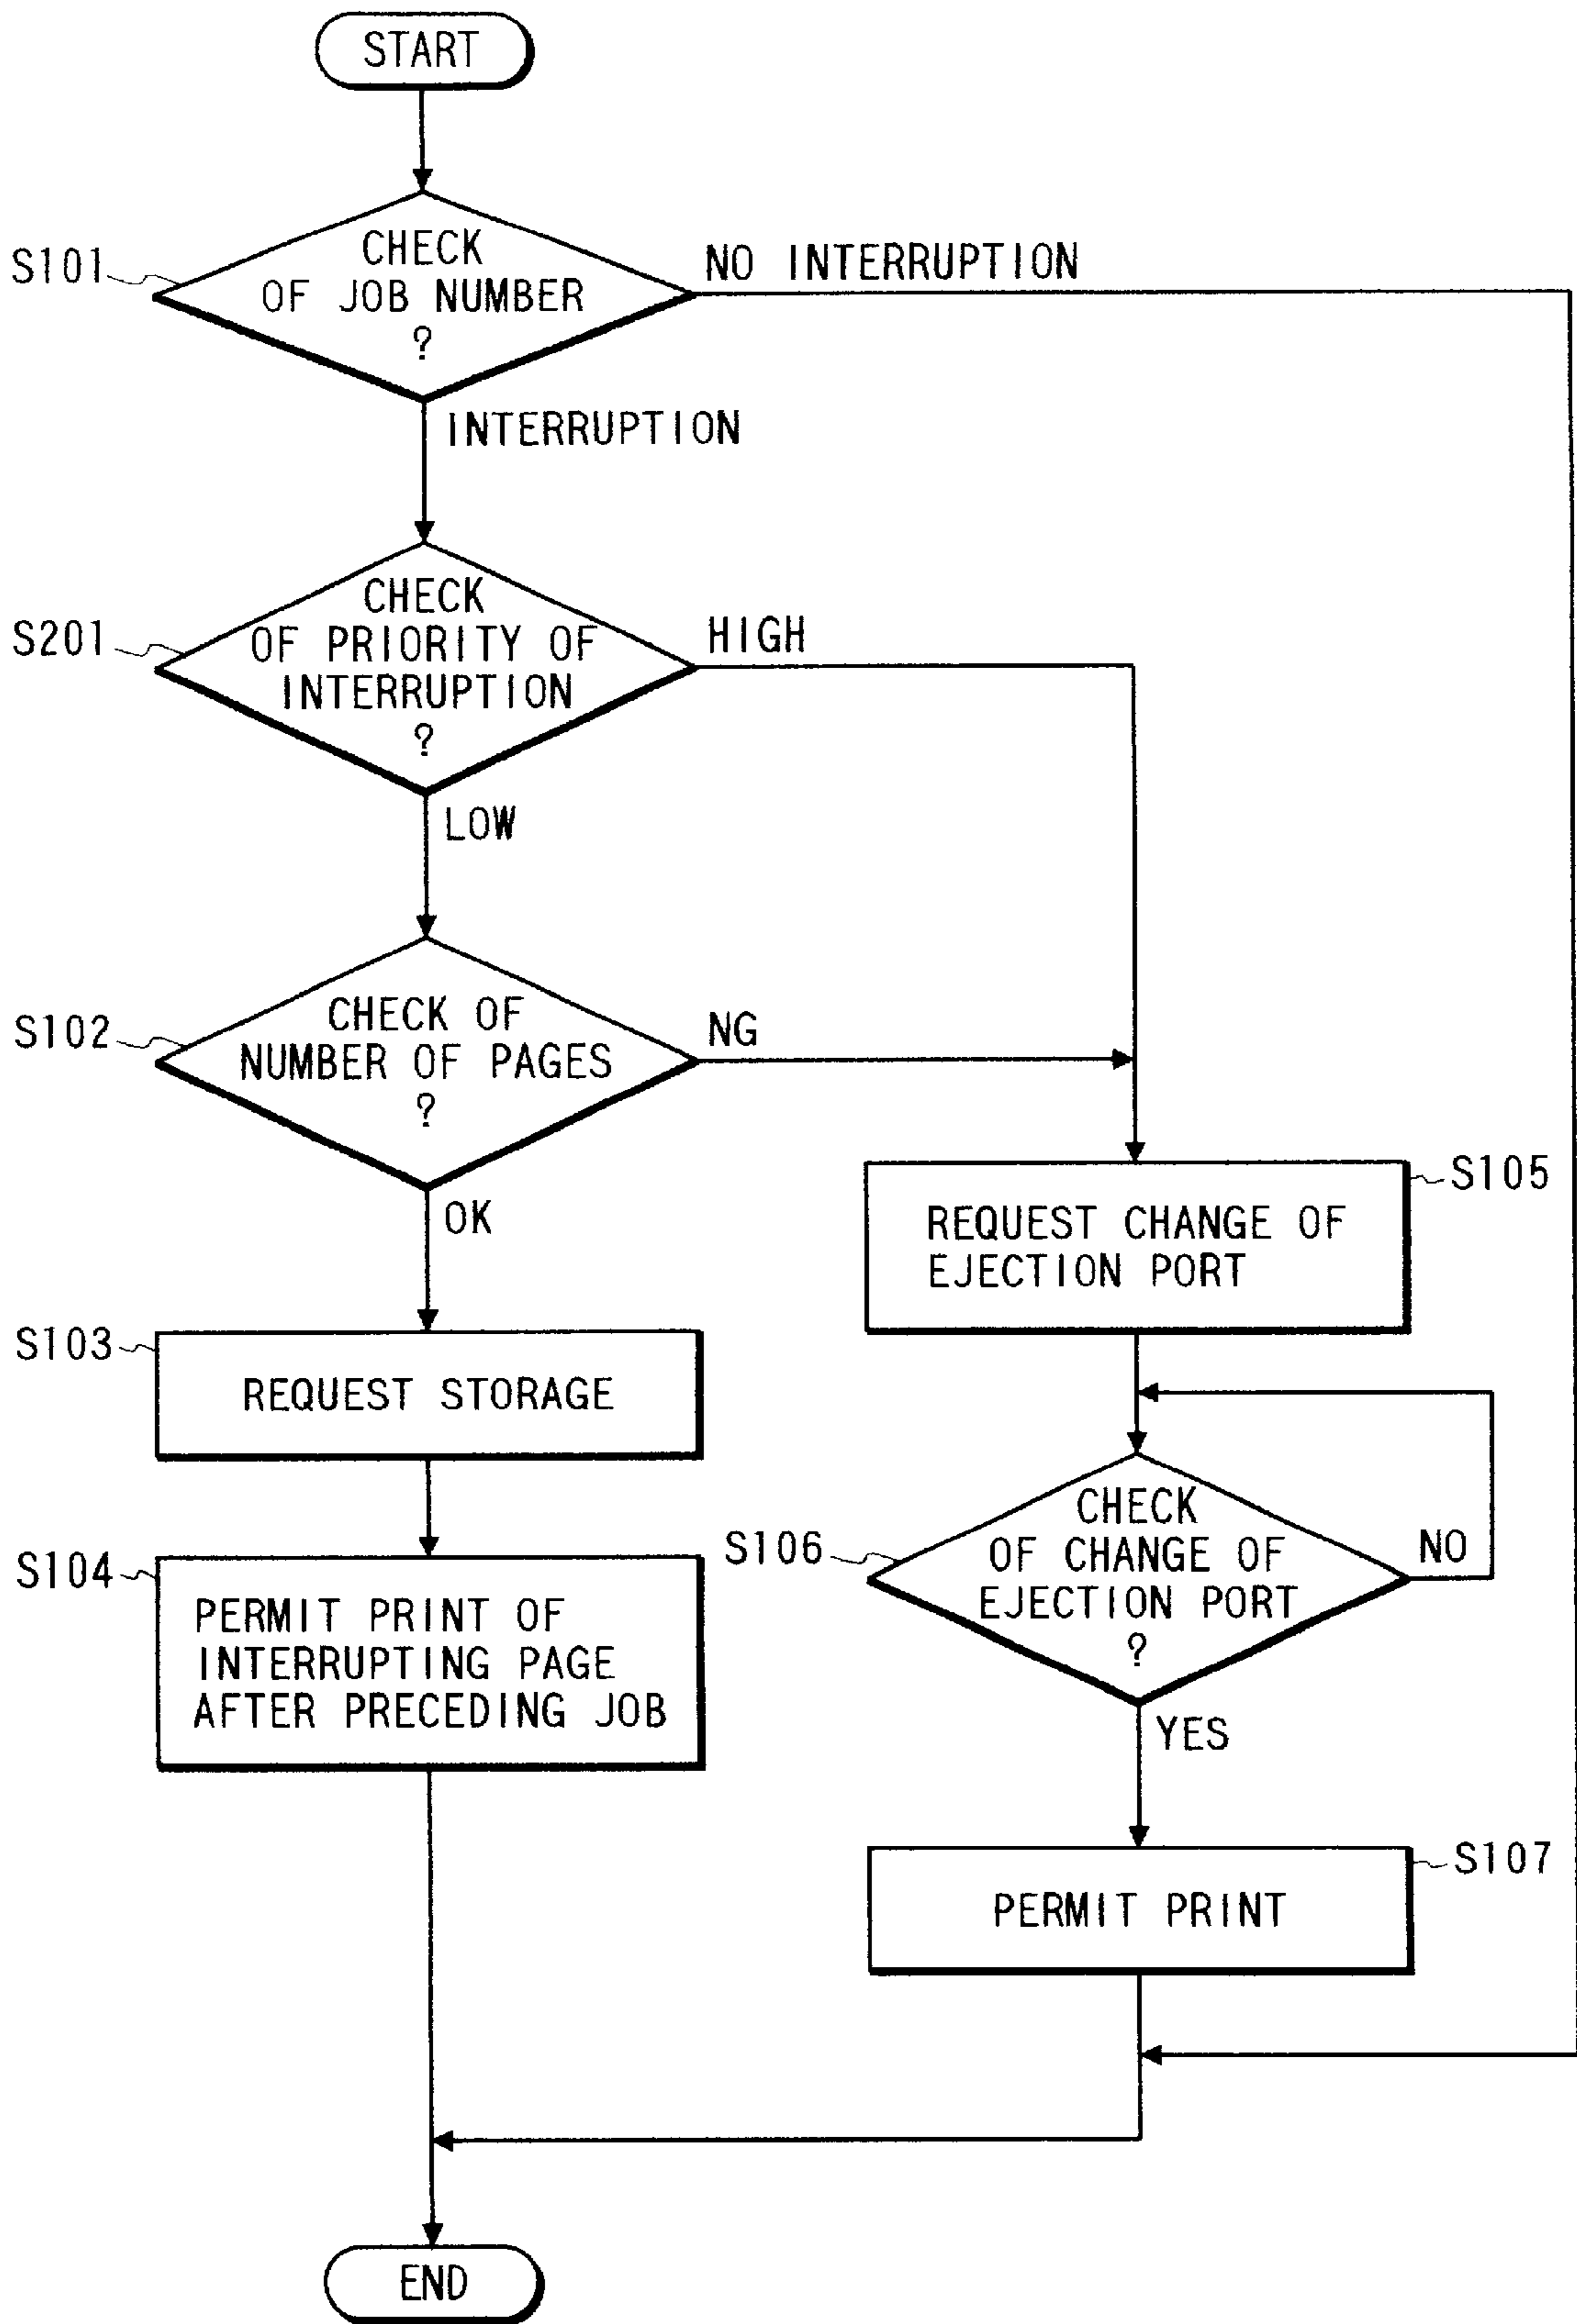 START
S101
CHECK
OF JOB NUMBER
?
NO INTERRUPTION
INTERRUPTION
S201
CHECK
OF PRIORITY OF
INTERRUPTION
?
HIGH
LOW
S102
CHECK OF
NUMBER OF PAGES
?
NG
OK
S105
REQUEST CHANGE OF
EJECTION PORT
S103
REQUEST STORAGE
S106
CHECK
OF CHANGE OF
EJECTION PORT
?
NO
YES
S104
PERMIT PRINT OF
INTERRUPTING PAGE
AFTER PRECEDING JOB
S107
PERMIT PRINT
END